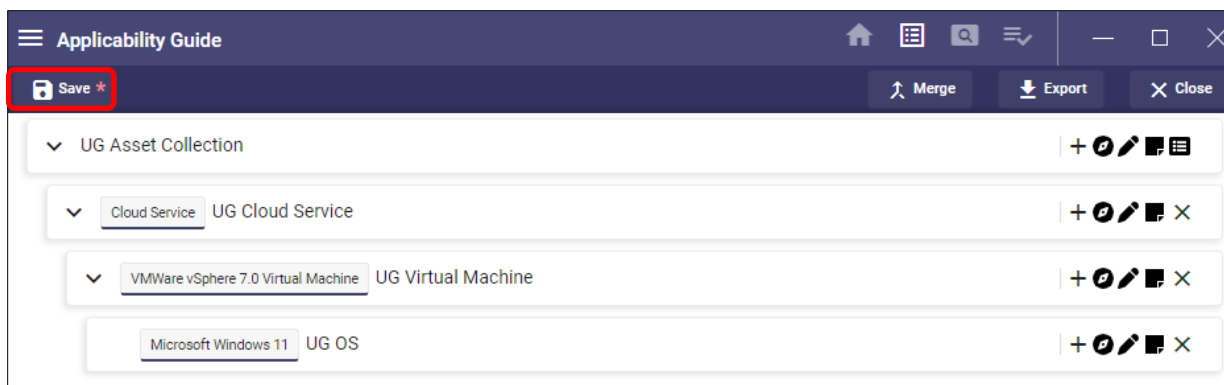 Applicability Guide
Save *
Merge
Export
Close
UG Asset Collection
Cloud Service UG Cloud Service
VMWare vSphere 7.0 Virtual Machine UG Virtual Machine
Microsoft Windows 11 UG OS